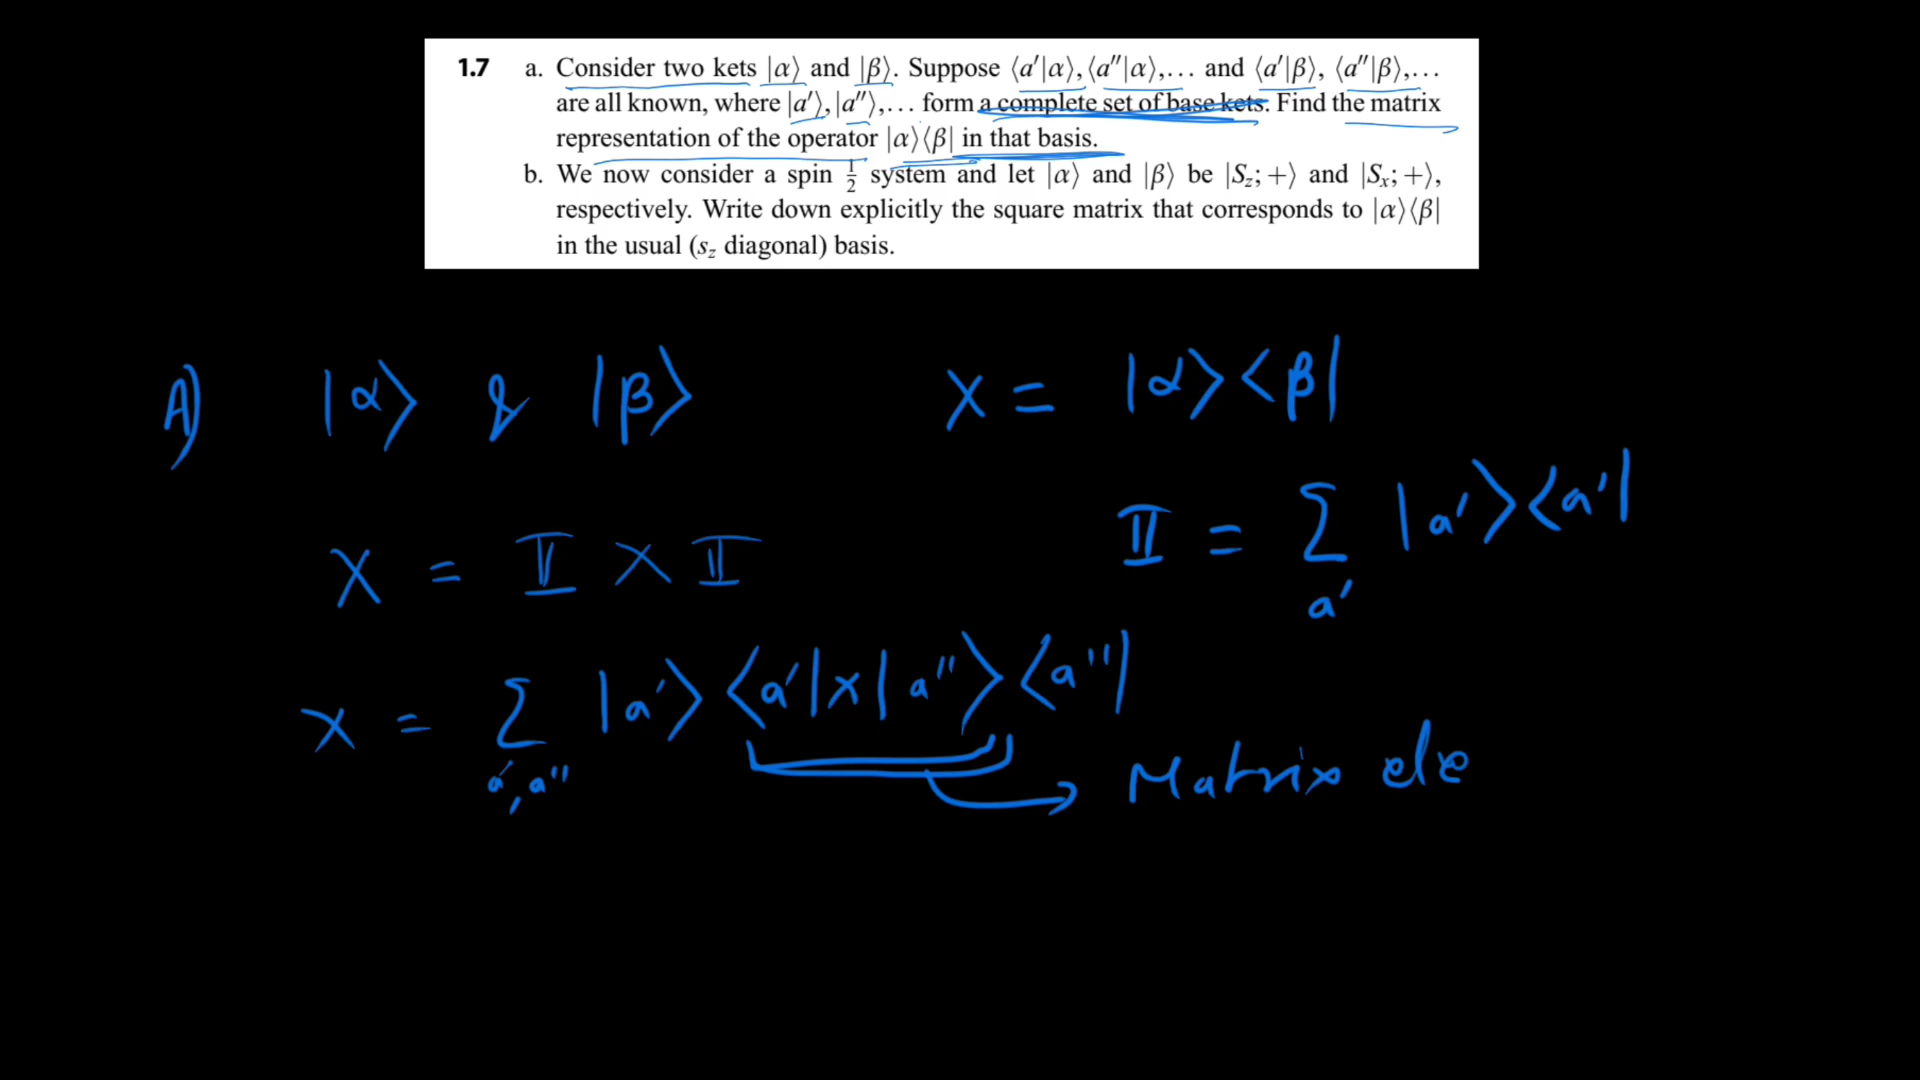 1.7 a. Consider two kets |α⟩ and |β⟩. Suppose ⟨a′|α⟩, ⟨a″|α⟩,... and ⟨a′|β⟩, ⟨a″|β⟩,...
are all known, where |a′⟩, |a″⟩,... form a complete set of base kets. Find the matrix
representation of the operator |α⟩⟨β| in that basis.
b. We now consider a spin 1/2 system and let |α⟩ and |β⟩ be |S_z; +⟩ and |S_x; +⟩,
respectively. Write down explicitly the square matrix that corresponds to |α⟩⟨β|
in the usual (s_z diagonal) basis.
A) |α⟩ & |β⟩ X = |α⟩⟨β|
𝕀 = Σ_{a′} |a′⟩⟨a′|
X = 𝕀 X 𝕀
X = Σ_{a′, a″} |a′⟩⟨a′|X|a″⟩⟨a″|
→ Matrix ele